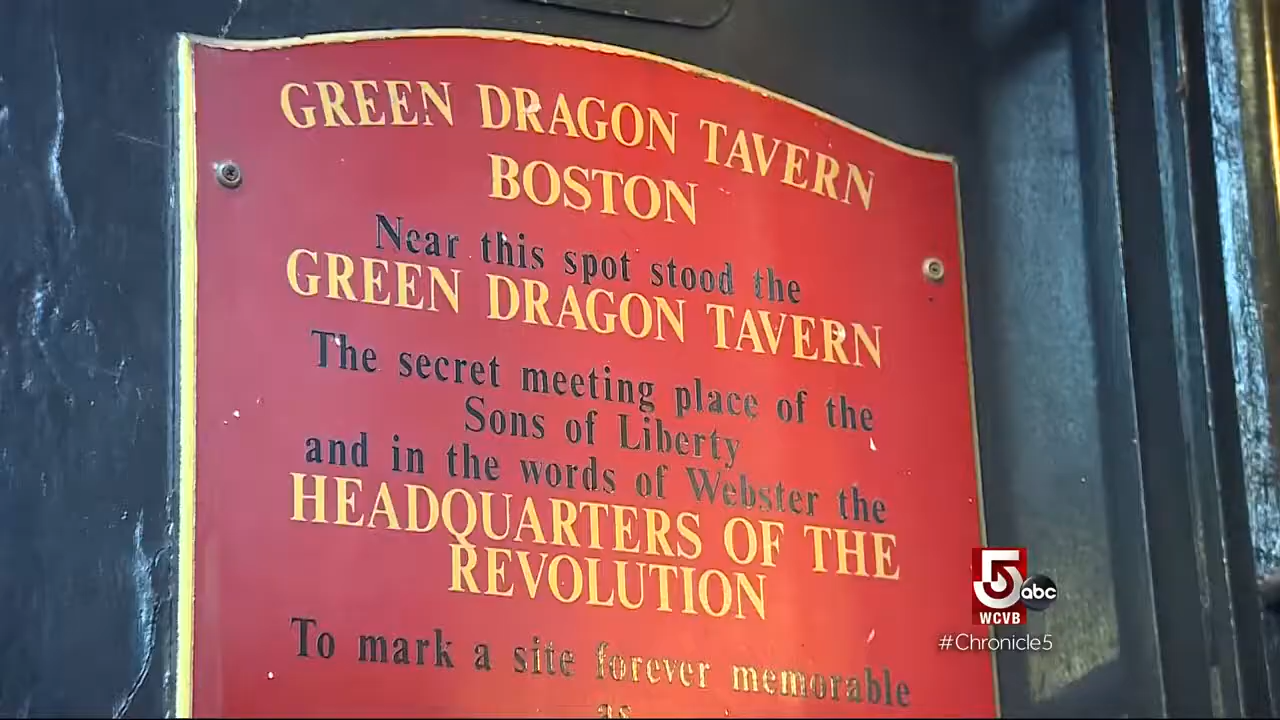 GREEN DRAGON TAVERN
BOSTON
Near this spot stood the
GREEN DRAGON TAVERN
The secret meeting place of the
Sons of Liberty
and in the words of Webster the
HEADQUARTERS OF THE
REVOLUTION
To mark a site forever memorable
as
5 abc
WCVB
#Chronicle5